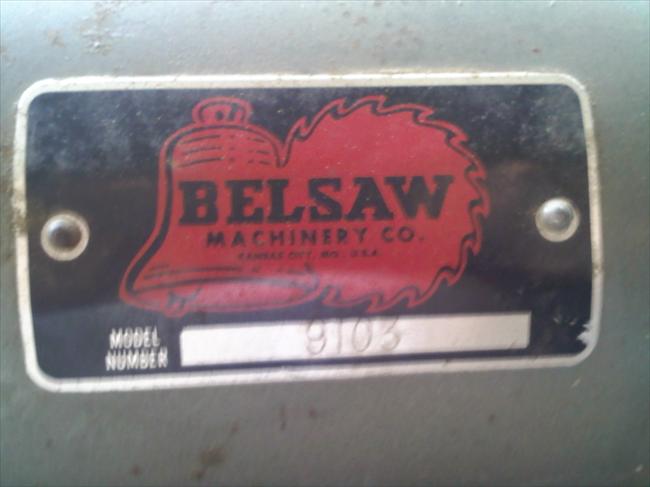 BELSAW
MACHINERY CO.
KANSAS CITY, MO., U.S.A.
MODEL
NUMBER
9103